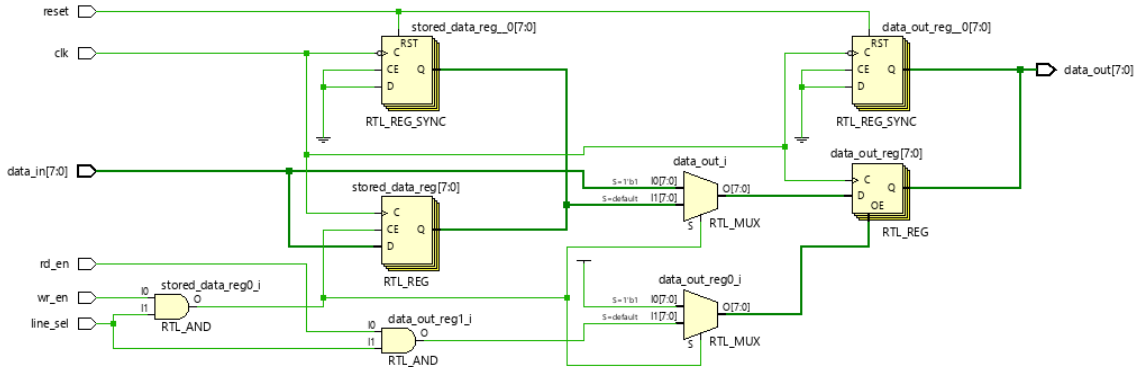 reset
clk
data_in[7:0]
rd_en
wr_en
line_sel
stored_data_reg__0[7:0]
RST
C
CE
Q
D
RTL_REG_SYNC
stored_data_reg[7:0]
C
CE
Q
D
RTL_REG
stored_data_reg0_i
I0
O
I1
RTL_AND
data_out_reg1_i
I0
O
I1
RTL_AND
data_out_i
S=1'b1
I0[7:0]
S=default
I1[7:0]
O[7:0]
S
RTL_MUX
data_out_reg0_i
S=1'b1
I0[7:0]
S=default
I1[7:0]
O[7:0]
S
RTL_MUX
data_out_reg__0[7:0]
RST
C
CE
Q
D
RTL_REG_SYNC
data_out_reg[7:0]
C
Q
D
OE
RTL_REG
data_out[7:0]